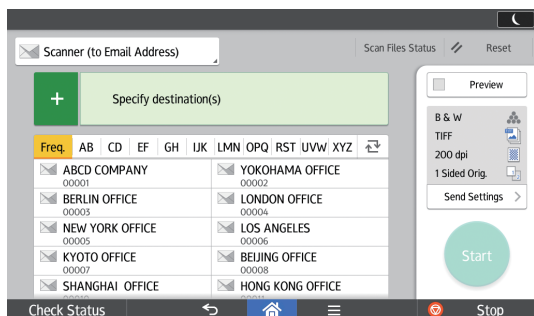 Scanner (to Email Address)
Scan Files Status
Reset
Preview
+
Specify destination(s)
B & W
TIFF
200 dpi
1 Sided Orig.
Send Settings >
Freq. AB CD EF GH IJK LMN OPQ RST UVW XYZ
ABCD COMPANY
00001
YOKOHAMA OFFICE
00002
BERLIN OFFICE
00003
LONDON OFFICE
00004
NEW YORK OFFICE
00005
LOS ANGELES
00006
KYOTO OFFICE
00007
BEIJING OFFICE
00008
SHANGHAI OFFICE
HONG KONG OFFICE
Start
Check Status
Stop